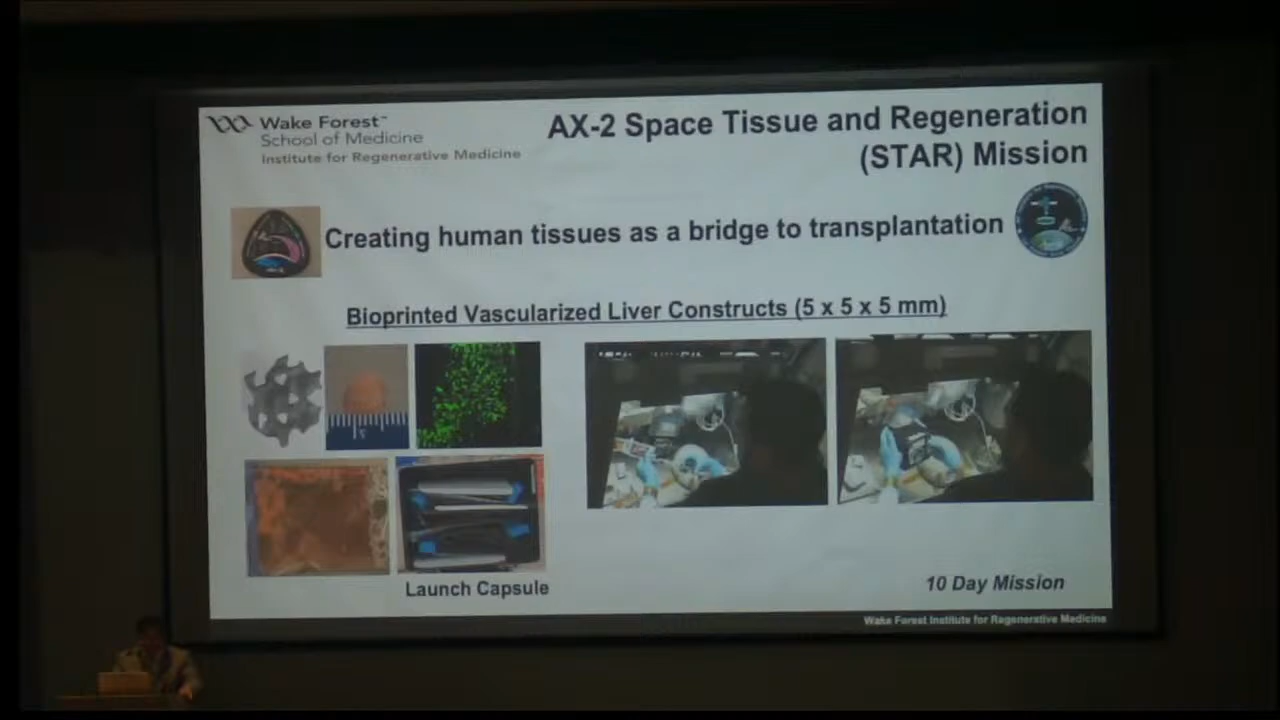 Wake Forest™
School of Medicine
Institute for Regenerative Medicine
AX-2 Space Tissue and Regeneration
(STAR) Mission
Creating human tissues as a bridge to transplantation
Bioprinted Vascularized Liver Constructs (5 x 5 x 5 mm)
Launch Capsule
10 Day Mission
Wake Forest Institute for Regenerative Medicine